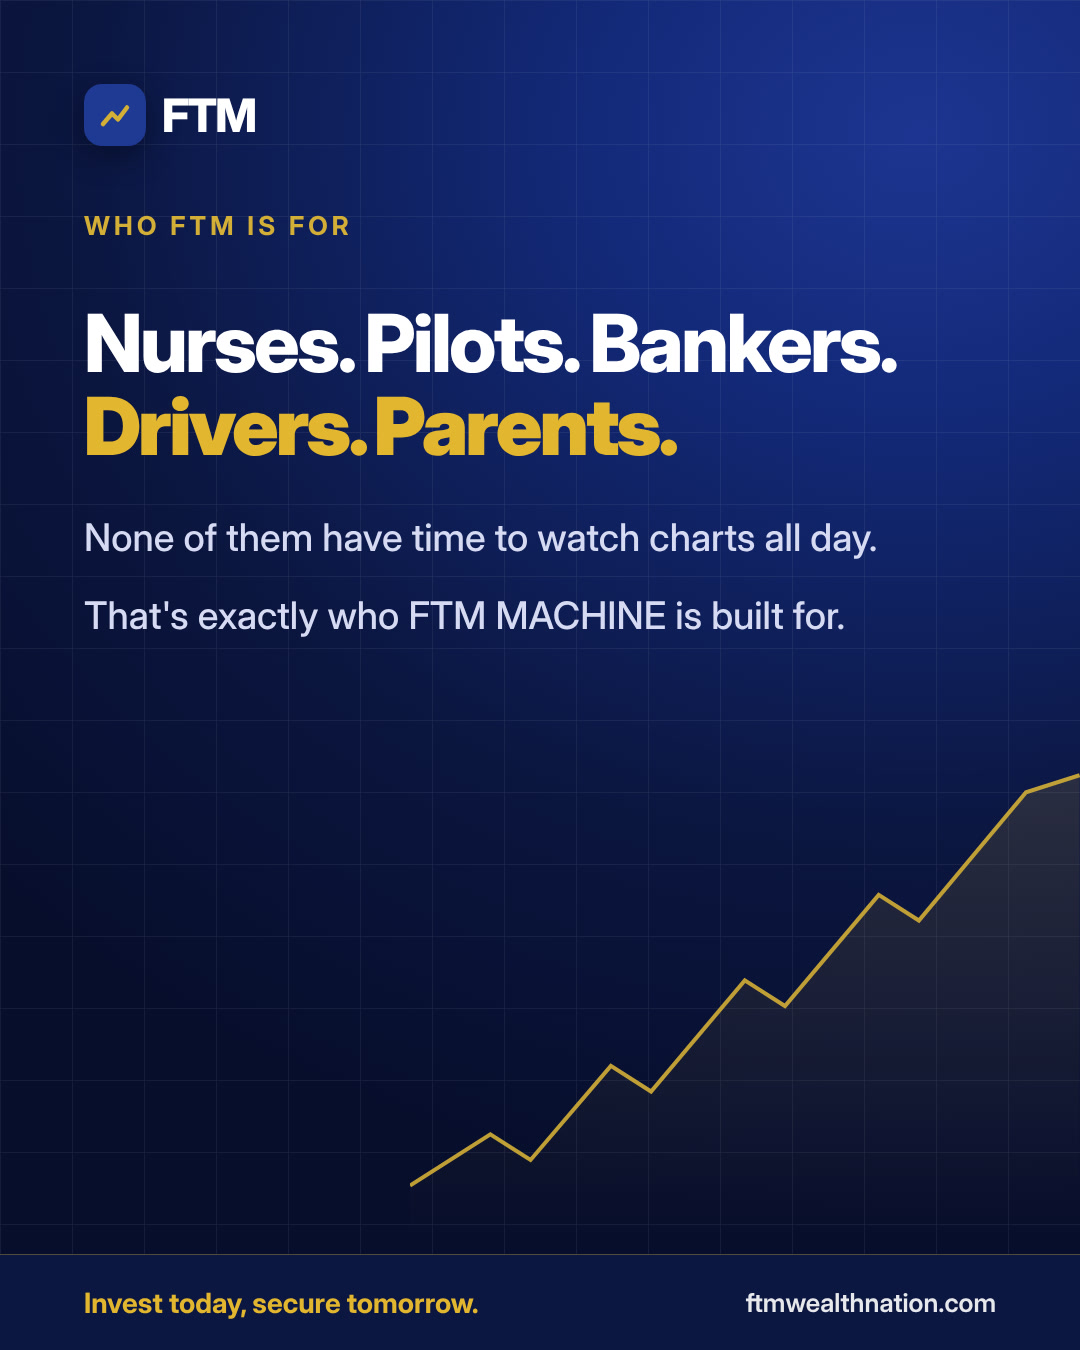 FTM
WHO FTM IS FOR
Nurses. Pilots. Bankers.
Drivers. Parents.
None of them have time to watch charts all day.
That's exactly who FTM MACHINE is built for.
Invest today, secure tomorrow.
ftmwealthnation.com